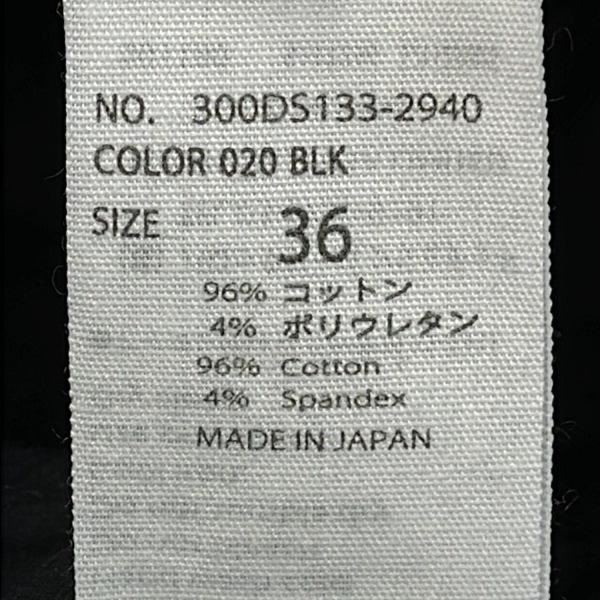 NO. 300DS133-2940
COLOR 020 BLK
SIZE 36
96% コットン
4% ポリウレタン
96% Cotton
4% Spandex
MADE IN JAPAN